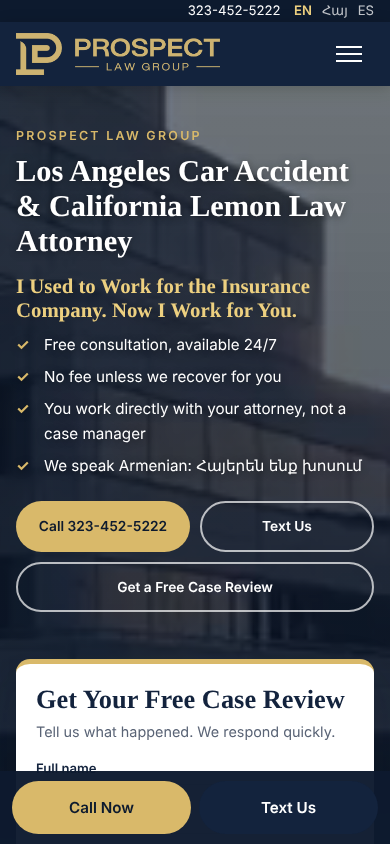 323-452-5222 EN Հայ ES
PROSPECT
LAW GROUP
PROSPECT LAW GROUP
Los Angeles Car Accident
& California Lemon Law
Attorney
I Used to Work for the Insurance
Company. Now I Work for You.
✓ Free consultation, available 24/7
✓ No fee unless we recover for you
✓ You work directly with your attorney, not a
case manager
✓ We speak Armenian: Հայերեն ենք խոսում
Call 323-452-5222
Text Us
Get a Free Case Review
Get Your Free Case Review
Tell us what happened. We respond quickly.
Full name
Call Now
Text Us